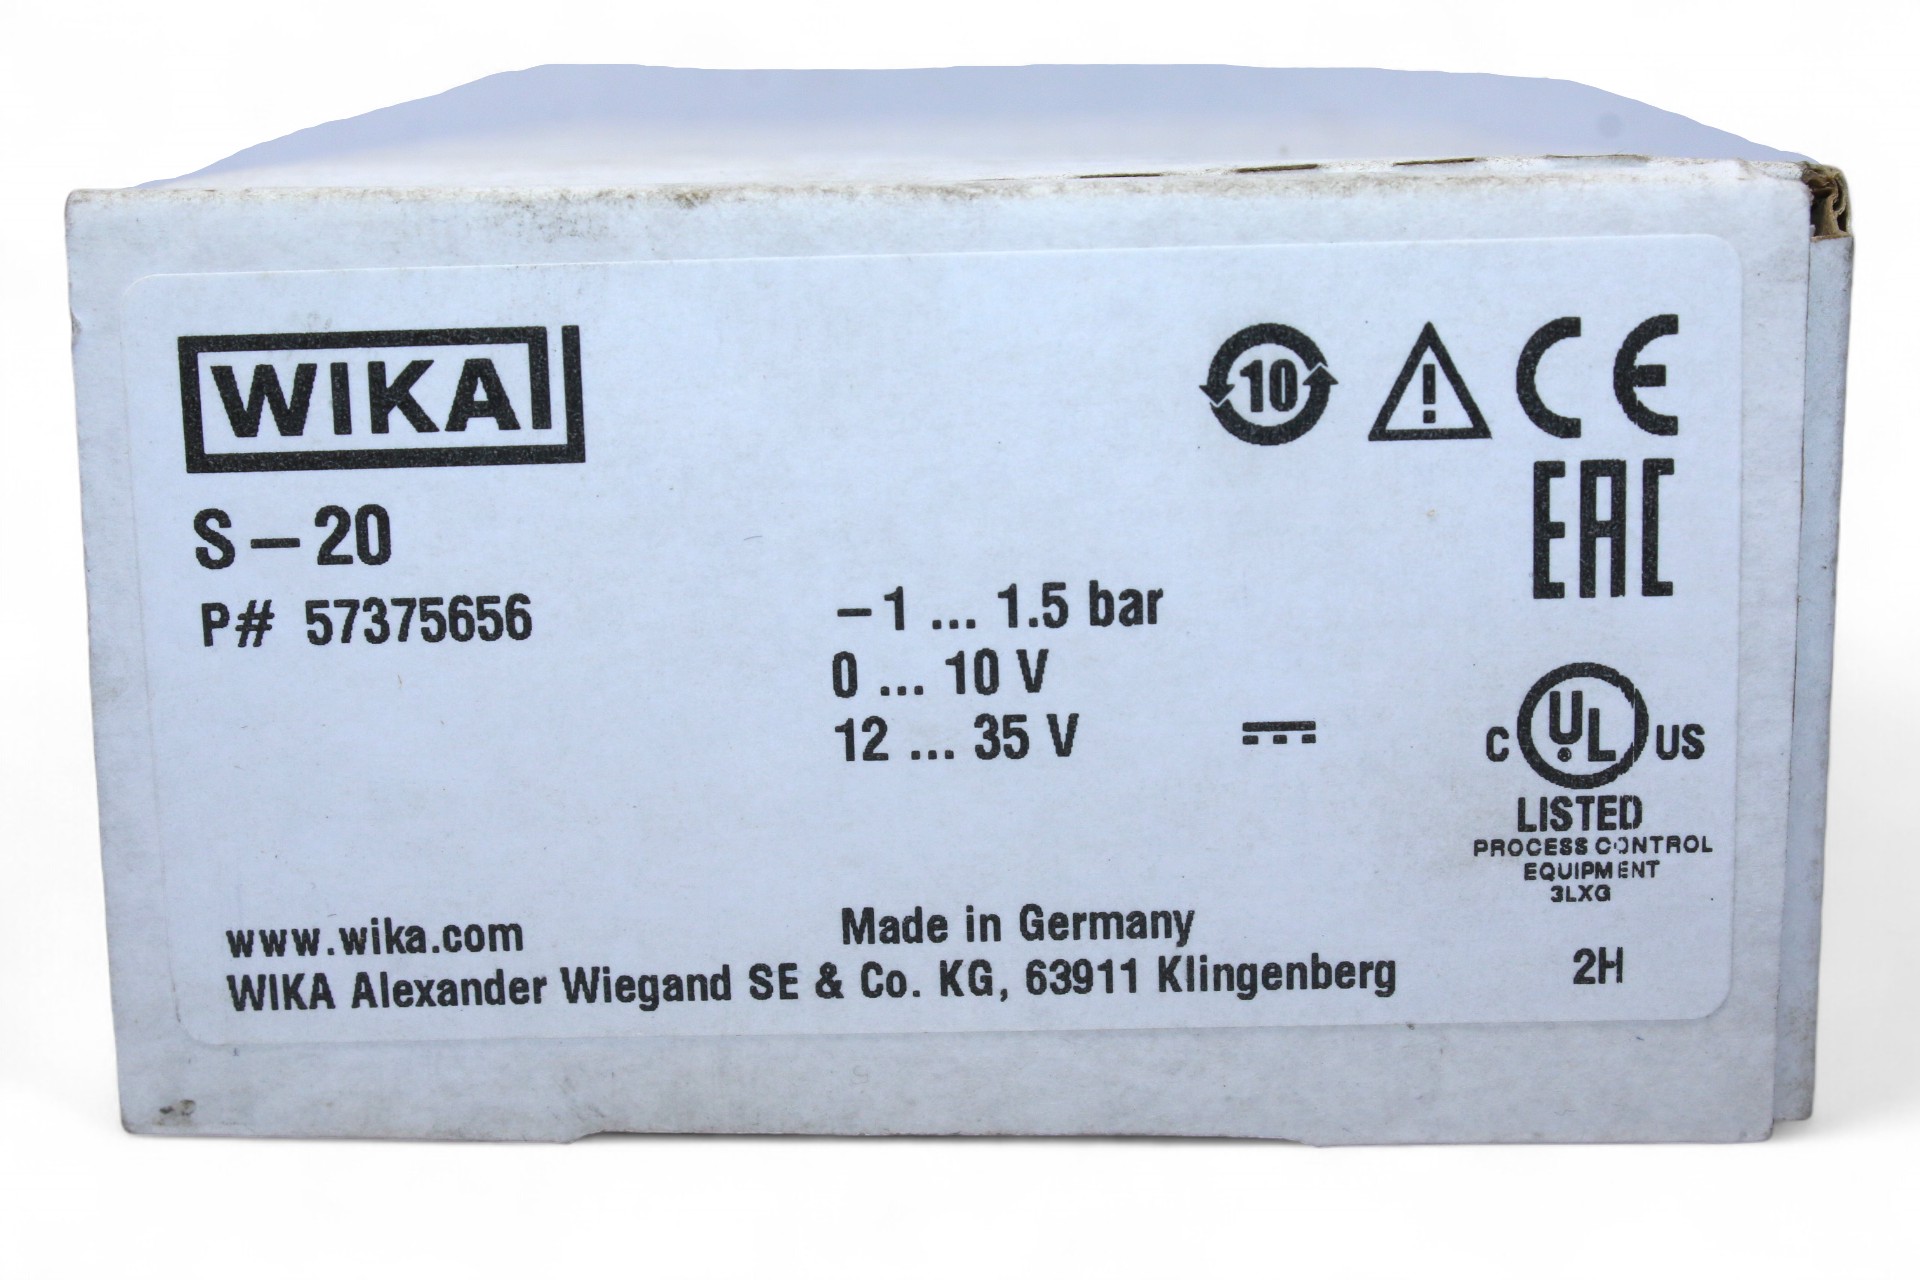 WIKA
10
!
CE
S-20
EAC
P# 57375656
-1 ... 1.5 bar
0 ... 10 V
12 ... 35 V
C UL US
LISTED
PROCESS CONTROL
EQUIPMENT
3LXG
www.wika.com
Made in Germany
WIKA Alexander Wiegand SE & Co. KG, 63911 Klingenberg
2H